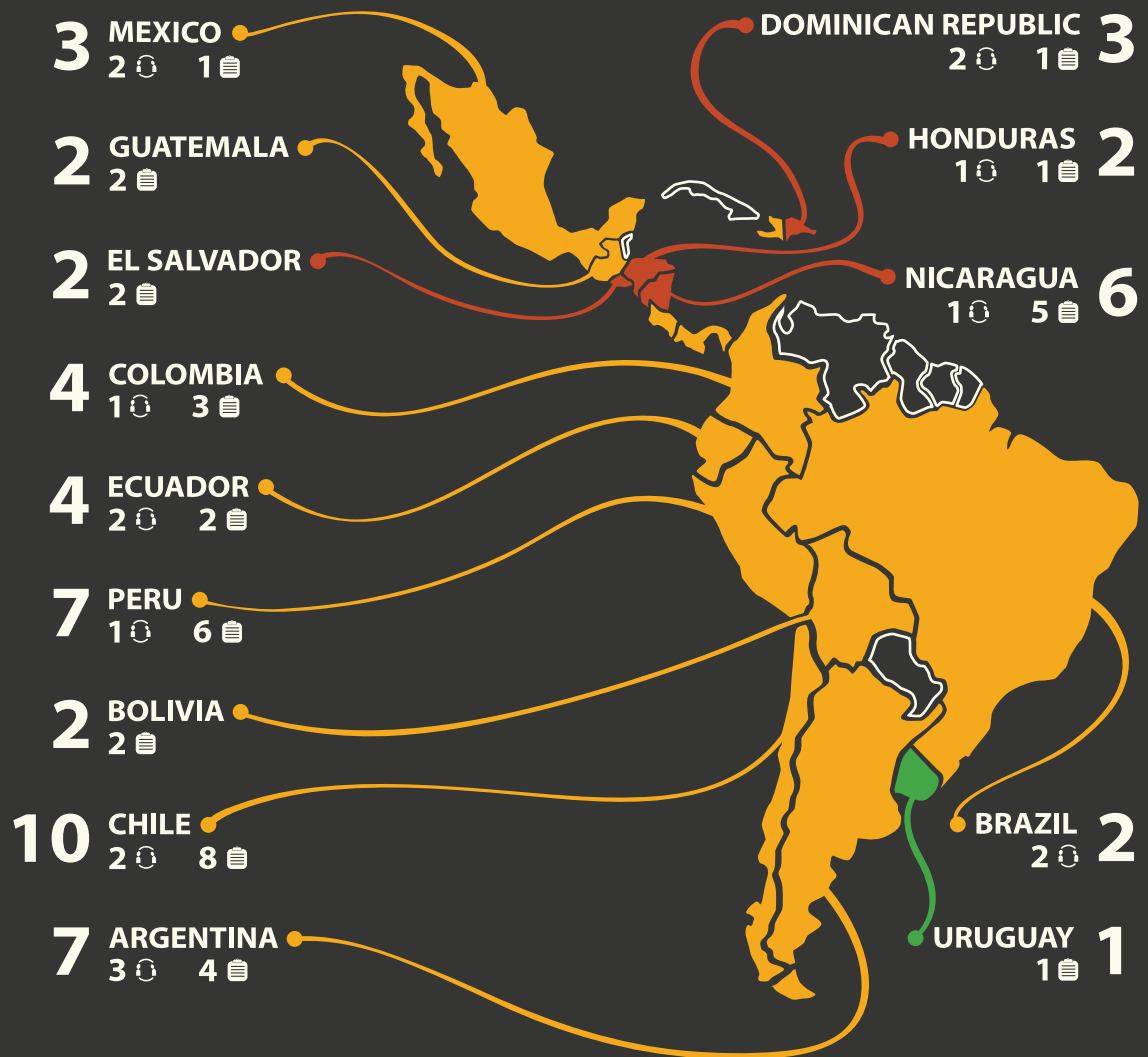 3 MEXICO
2 1
2 GUATEMALA
2
2 EL SALVADOR
2
4 COLOMBIA
1 3
4 ECUADOR
2 2
7 PERU
1 6
2 BOLIVIA
2
10 CHILE
2 8
7 ARGENTINA
3 4
DOMINICAN REPUBLIC 3
2 1
HONDURAS 2
1 1
NICARAGUA 6
1 5
BRAZIL 2
2
URUGUAY 1
1